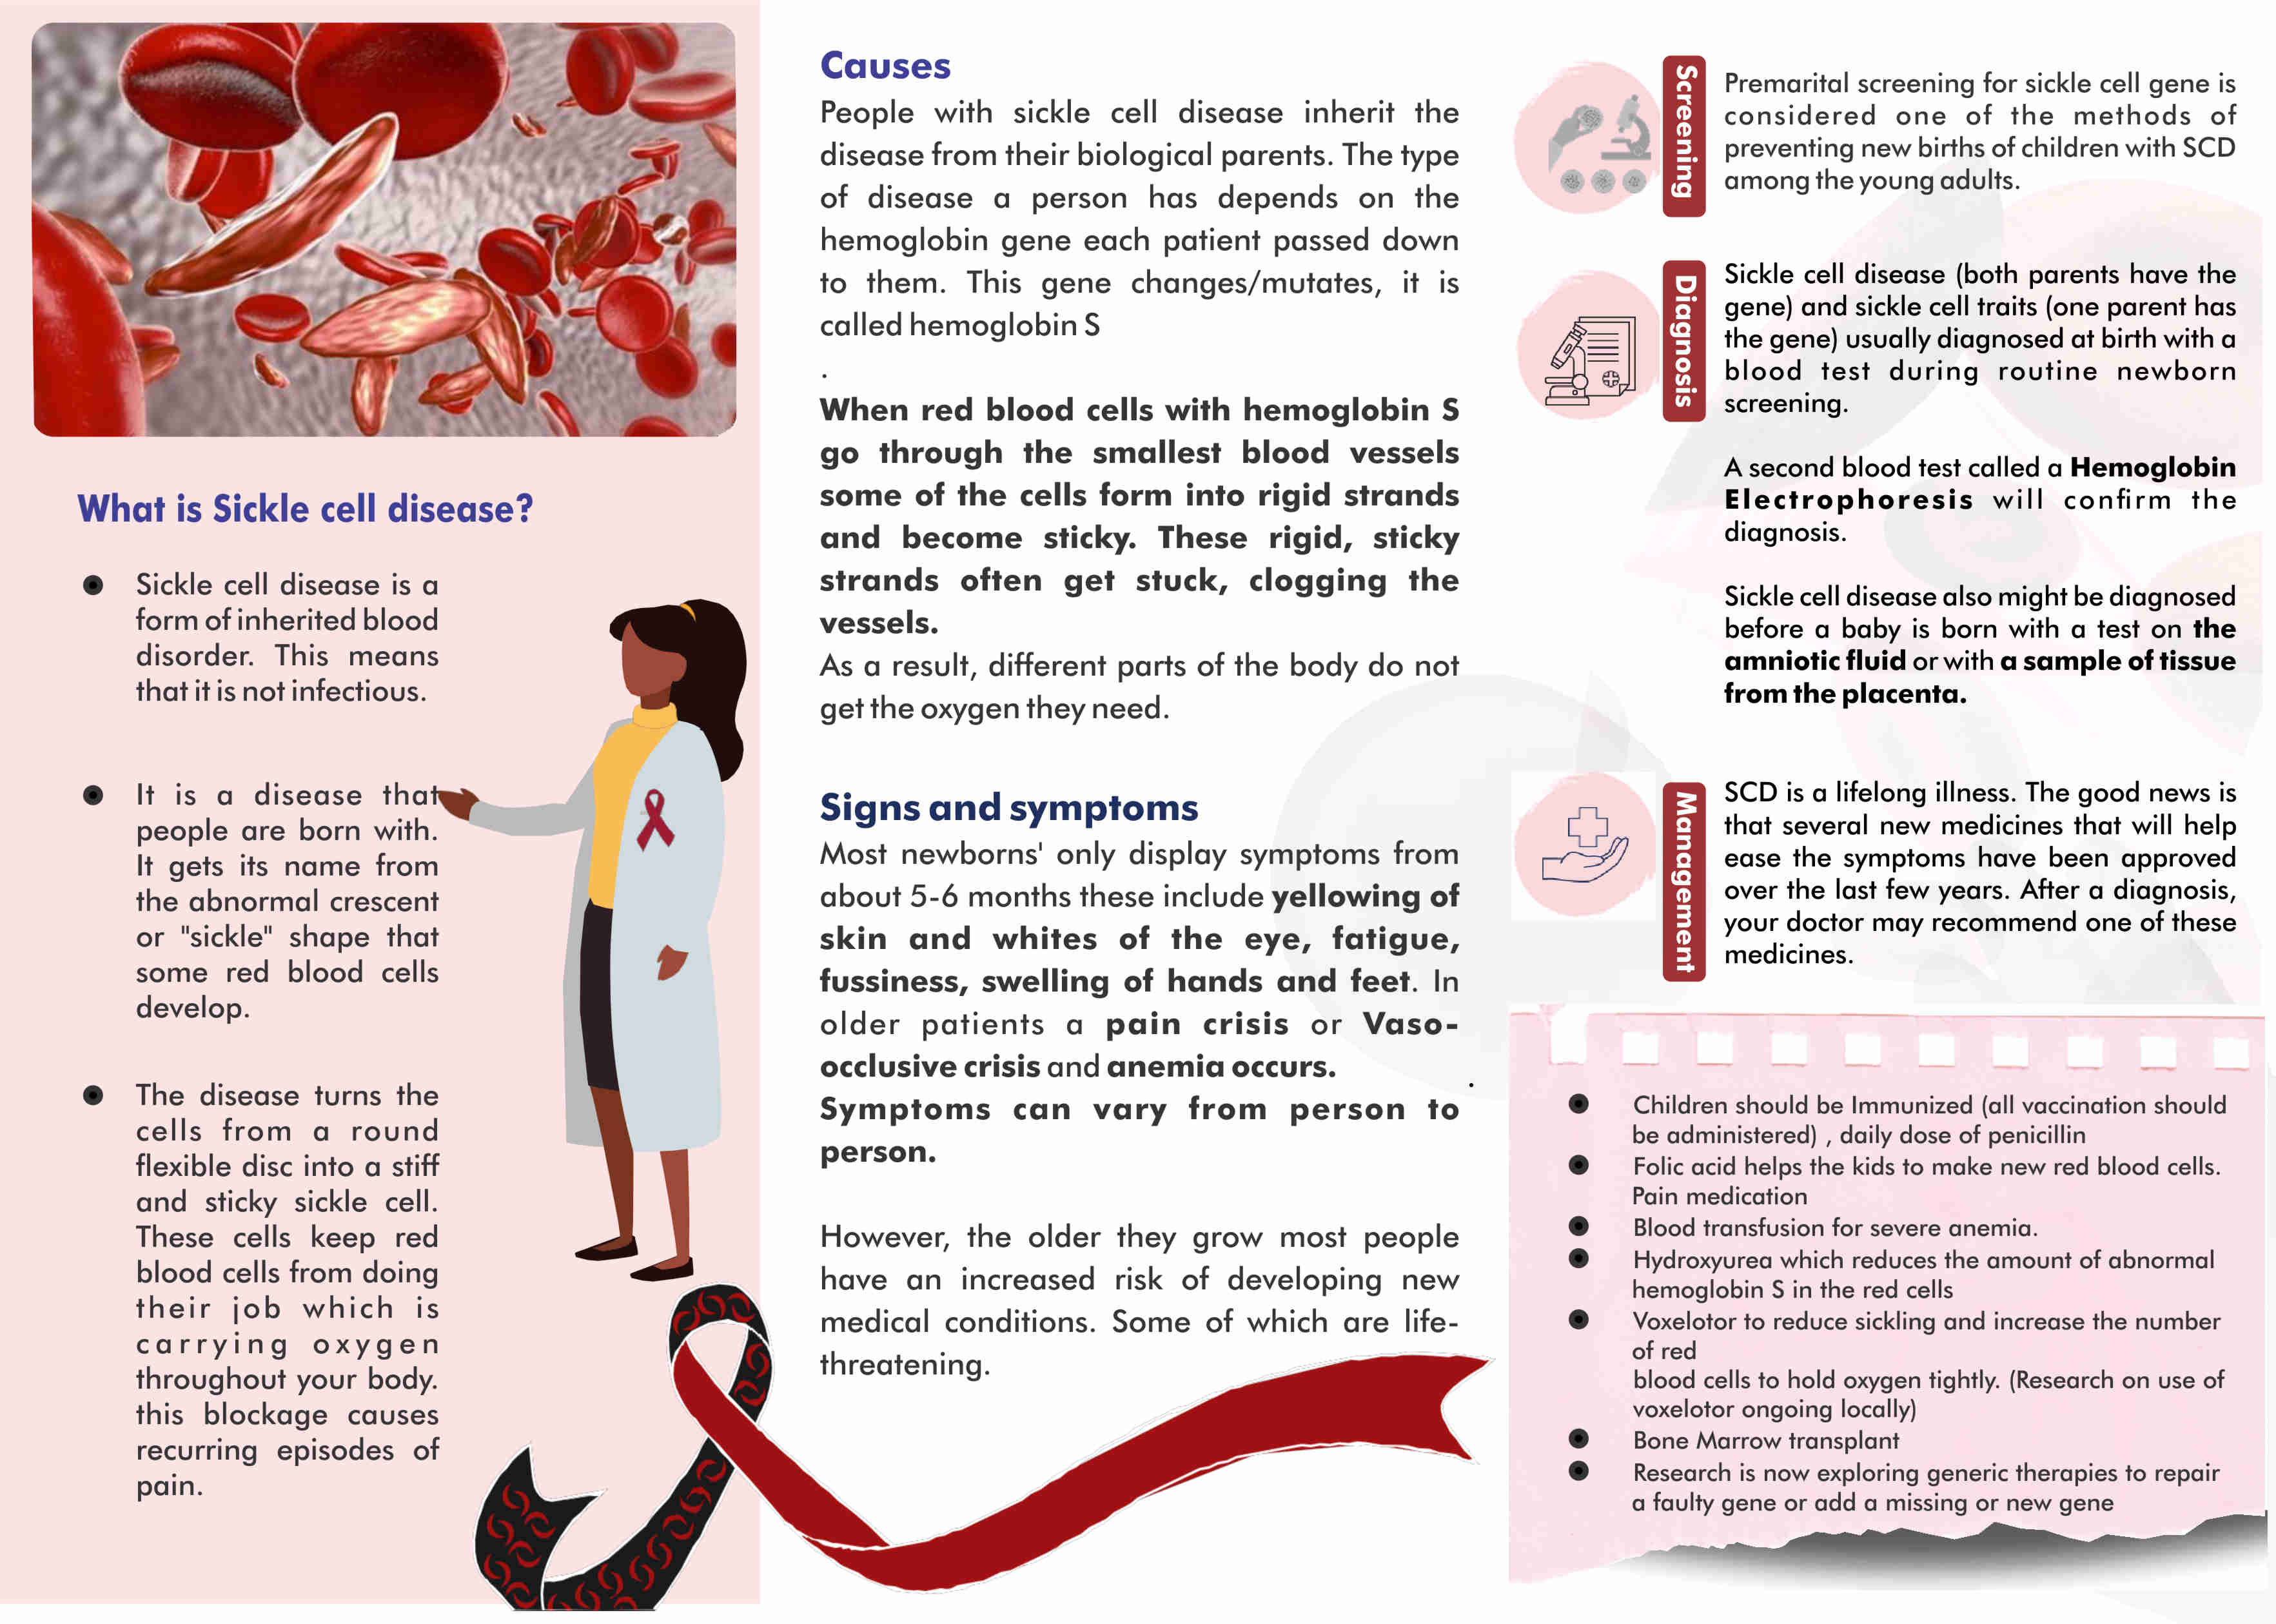 What is Sickle cell disease?
Sickle cell disease is a
form of inherited blood
disorder. This means
that it is not infectious.
It is a disease that
people are born with.
It gets its name from
the abnormal crescent
or "sickle" shape that
some red blood cells
develop.
The disease turns the
cells from a round
flexible disc into a stiff
and sticky sickle cell.
These cells keep red
blood cells from doing
their job which is
carrying oxygen
throughout your body.
this blockage causes
recurring episodes of
pain.
Causes
People with sickle cell disease inherit the
disease from their biological parents. The type
of disease a person has depends on the
hemoglobin gene each patient passed down
to them. This gene changes/mutates, it is
called hemoglobin S
.
When red blood cells with hemoglobin S
go through the smallest blood vessels
some of the cells form into rigid strands
and become sticky. These rigid, sticky
strands often get stuck, clogging the
vessels.
As a result, different parts of the body do not
get the oxygen they need.
Signs and symptoms
Most newborns' only display symptoms from
about 5-6 months these include yellowing of
skin and whites of the eye, fatigue,
fussiness, swelling of hands and feet. In
older patients a pain crisis or Vaso-
occlusive crisis and anemia occurs.
.
Symptoms can vary from person to
person.
However, the older they grow most people
have an increased risk of developing new
medical conditions. Some of which are life-
threatening.
Screening
Premarital screening for sickle cell gene is
considered one of the methods of
preventing new births of children with SCD
among the young adults.
Diagnosis
Sickle cell disease (both parents have the
gene) and sickle cell traits (one parent has
the gene) usually diagnosed at birth with a
blood test during routine newborn
screening.
A second blood test called a Hemoglobin
Electrophoresis will confirm the
diagnosis.
Sickle cell disease also might be diagnosed
before a baby is born with a test on the
amniotic fluid or with a sample of tissue
from the placenta.
Management
SCD is a lifelong illness. The good news is
that several new medicines that will help
ease the symptoms have been approved
over the last few years. After a diagnosis,
your doctor may recommend one of these
medicines.
Children should be Immunized (all vaccination should
be administered) , daily dose of penicillin
Folic acid helps the kids to make new red blood cells.
Pain medication
Blood transfusion for severe anemia.
Hydroxyurea which reduces the amount of abnormal
hemoglobin S in the red cells
Voxelotor to reduce sickling and increase the number
of red
blood cells to hold oxygen tightly. (Research on use of
voxelotor ongoing locally)
Bone Marrow transplant
Research is now exploring generic therapies to repair
a faulty gene or add a missing or new gene